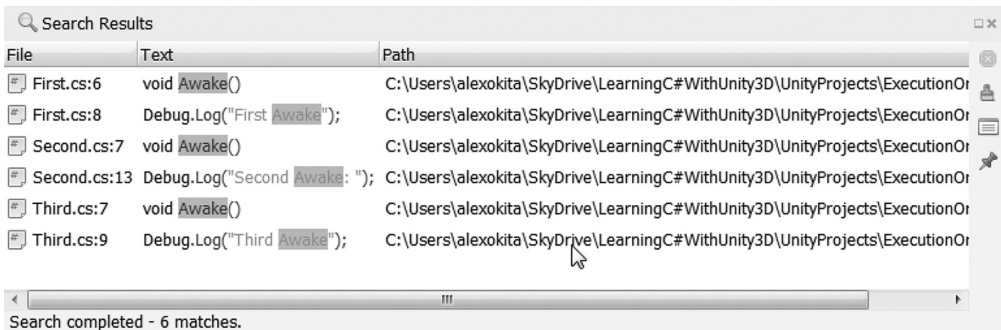 Search Results
File Text Path
First.cs:6 void Awake() C:\Users\alexokita\SkyDrive\LearningC#WithUnity3D\UnityProjects\ExecutionOr
First.cs:8 Debug.Log("First Awake"); C:\Users\alexokita\SkyDrive\LearningC#WithUnity3D\UnityProjects\ExecutionOr
Second.cs:7 void Awake() C:\Users\alexokita\SkyDrive\LearningC#WithUnity3D\UnityProjects\ExecutionOr
Second.cs:13 Debug.Log("Second Awake: "); C:\Users\alexokita\SkyDrive\LearningC#WithUnity3D\UnityProjects\ExecutionOr
Third.cs:7 void Awake() C:\Users\alexokita\SkyDrive\LearningC#WithUnity3D\UnityProjects\ExecutionOr
Third.cs:9 Debug.Log("Third Awake"); C:\Users\alexokita\SkyDrive\LearningC#WithUnity3D\UnityProjects\ExecutionOr
Search completed - 6 matches.